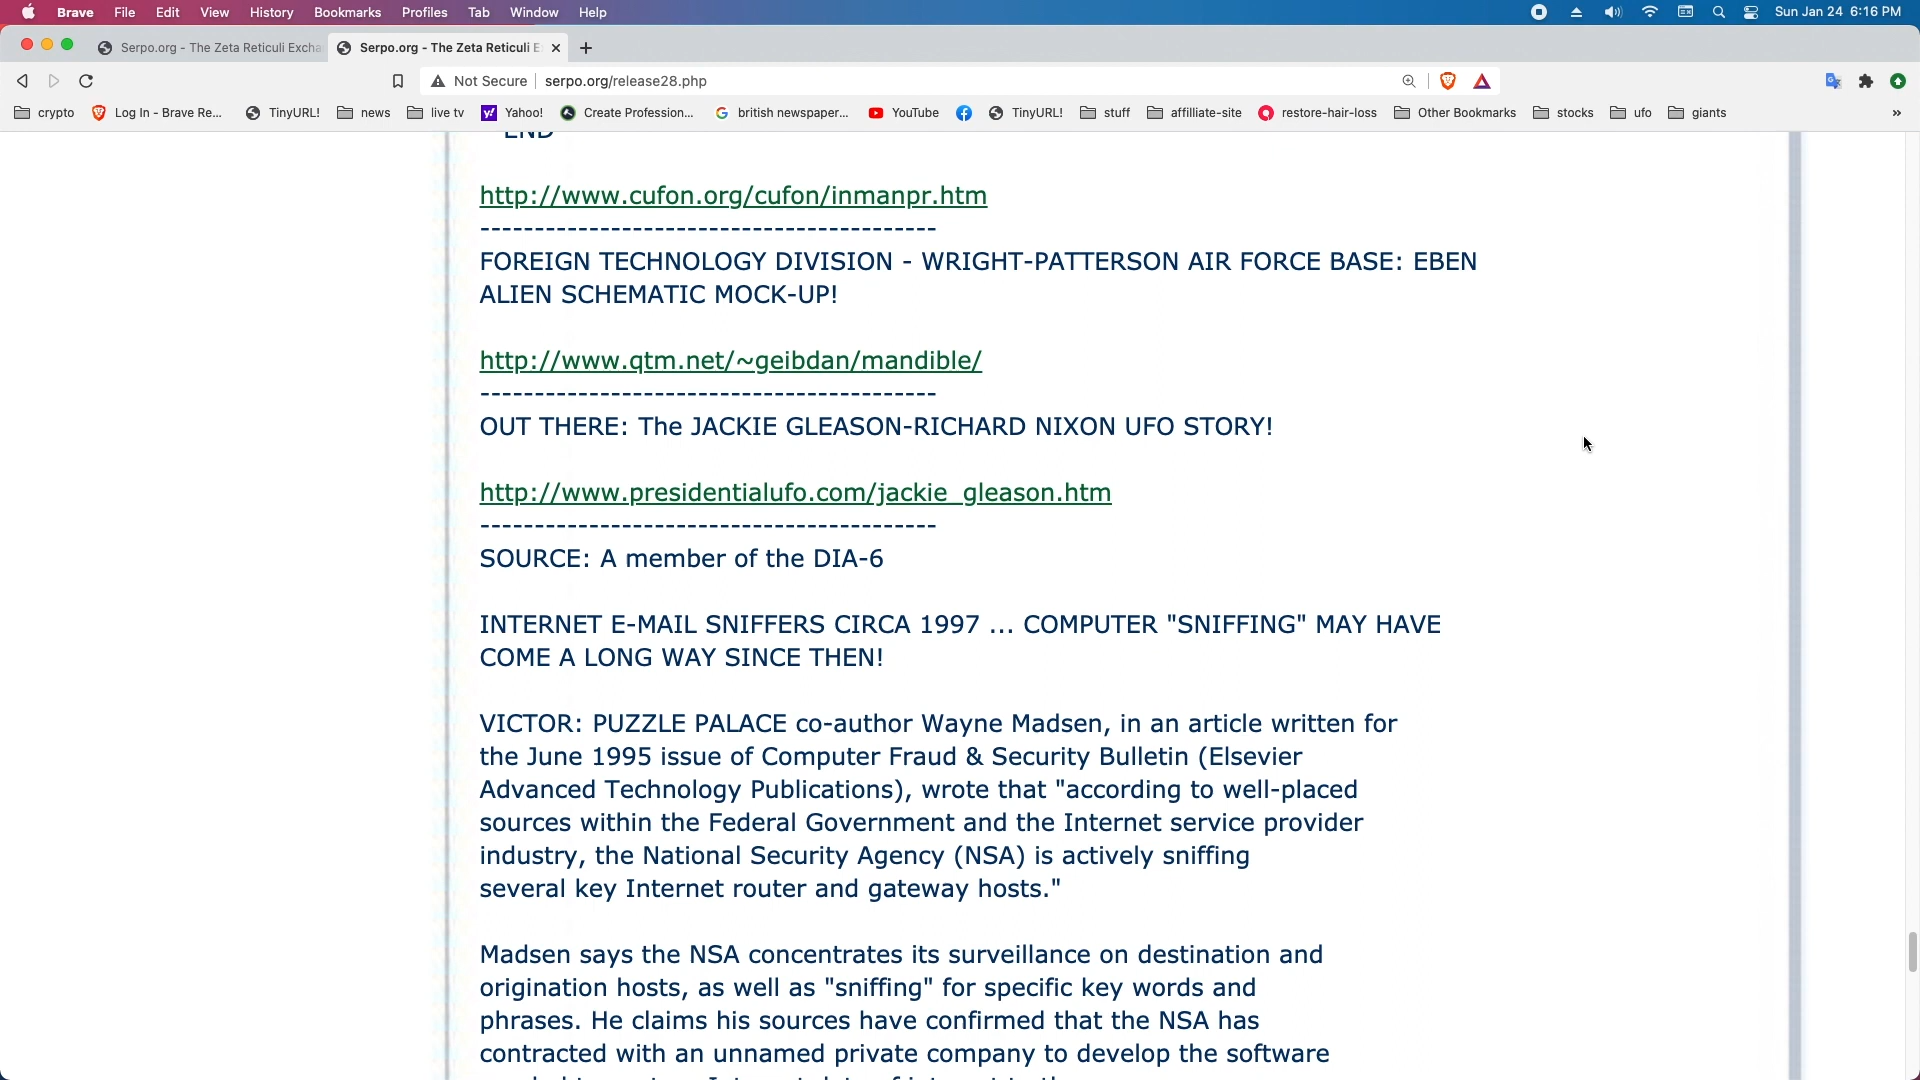 Brave File Edit View History Bookmarks Profiles Tab Window Help Sun Jan 24 6:16 PM
Serpo.org - The Zeta Reticuli Excha Serpo.org - The Zeta Reticuli E
Not Secure serpo.org/release28.php
crypto Log In - Brave Re... TinyURL! news live tv Yahoo! Create Profession... british newspaper... YouTube TinyURL! stuff affilliate-site restore-hair-loss Other Bookmarks stocks ufo giants »
END
http://www.cufon.org/cufon/inmanpr.htm
------------------------------------------
FOREIGN TECHNOLOGY DIVISION - WRIGHT-PATTERSON AIR FORCE BASE: EBEN
ALIEN SCHEMATIC MOCK-UP!
http://www.qtm.net/~geibdan/mandible/
------------------------------------------
OUT THERE: The JACKIE GLEASON-RICHARD NIXON UFO STORY!
http://www.presidentialufo.com/jackie_gleason.htm
------------------------------------------
SOURCE: A member of the DIA-6
INTERNET E-MAIL SNIFFERS CIRCA 1997 ... COMPUTER "SNIFFING" MAY HAVE
COME A LONG WAY SINCE THEN!
VICTOR: PUZZLE PALACE co-author Wayne Madsen, in an article written for
the June 1995 issue of Computer Fraud & Security Bulletin (Elsevier
Advanced Technology Publications), wrote that "according to well-placed
sources within the Federal Government and the Internet service provider
industry, the National Security Agency (NSA) is actively sniffing
several key Internet router and gateway hosts."
Madsen says the NSA concentrates its surveillance on destination and
origination hosts, as well as "sniffing" for specific key words and
phrases. He claims his sources have confirmed that the NSA has
contracted with an unnamed private company to develop the software